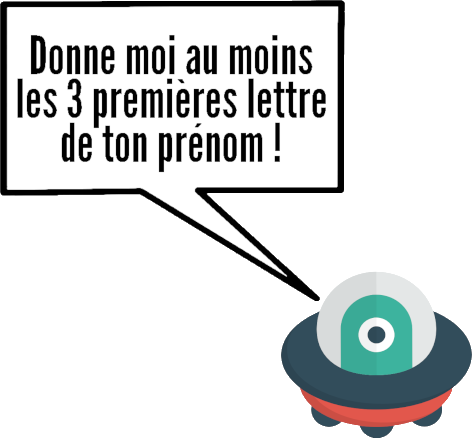 Donne moi au moins
les 3 premières lettre
de ton prénom !